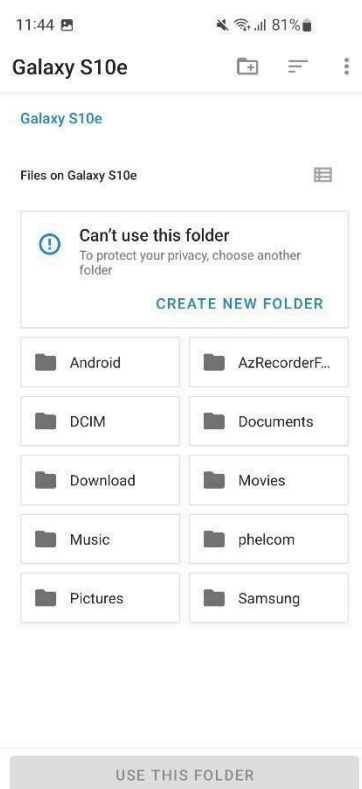 11:44 81%
Galaxy S10e
Galaxy S10e
Files on Galaxy S10e
Can't use this folder
To protect your privacy, choose another
folder
CREATE NEW FOLDER
Android AzRecorderF...
DCIM Documents
Download Movies
Music phelcom
Pictures Samsung
USE THIS FOLDER